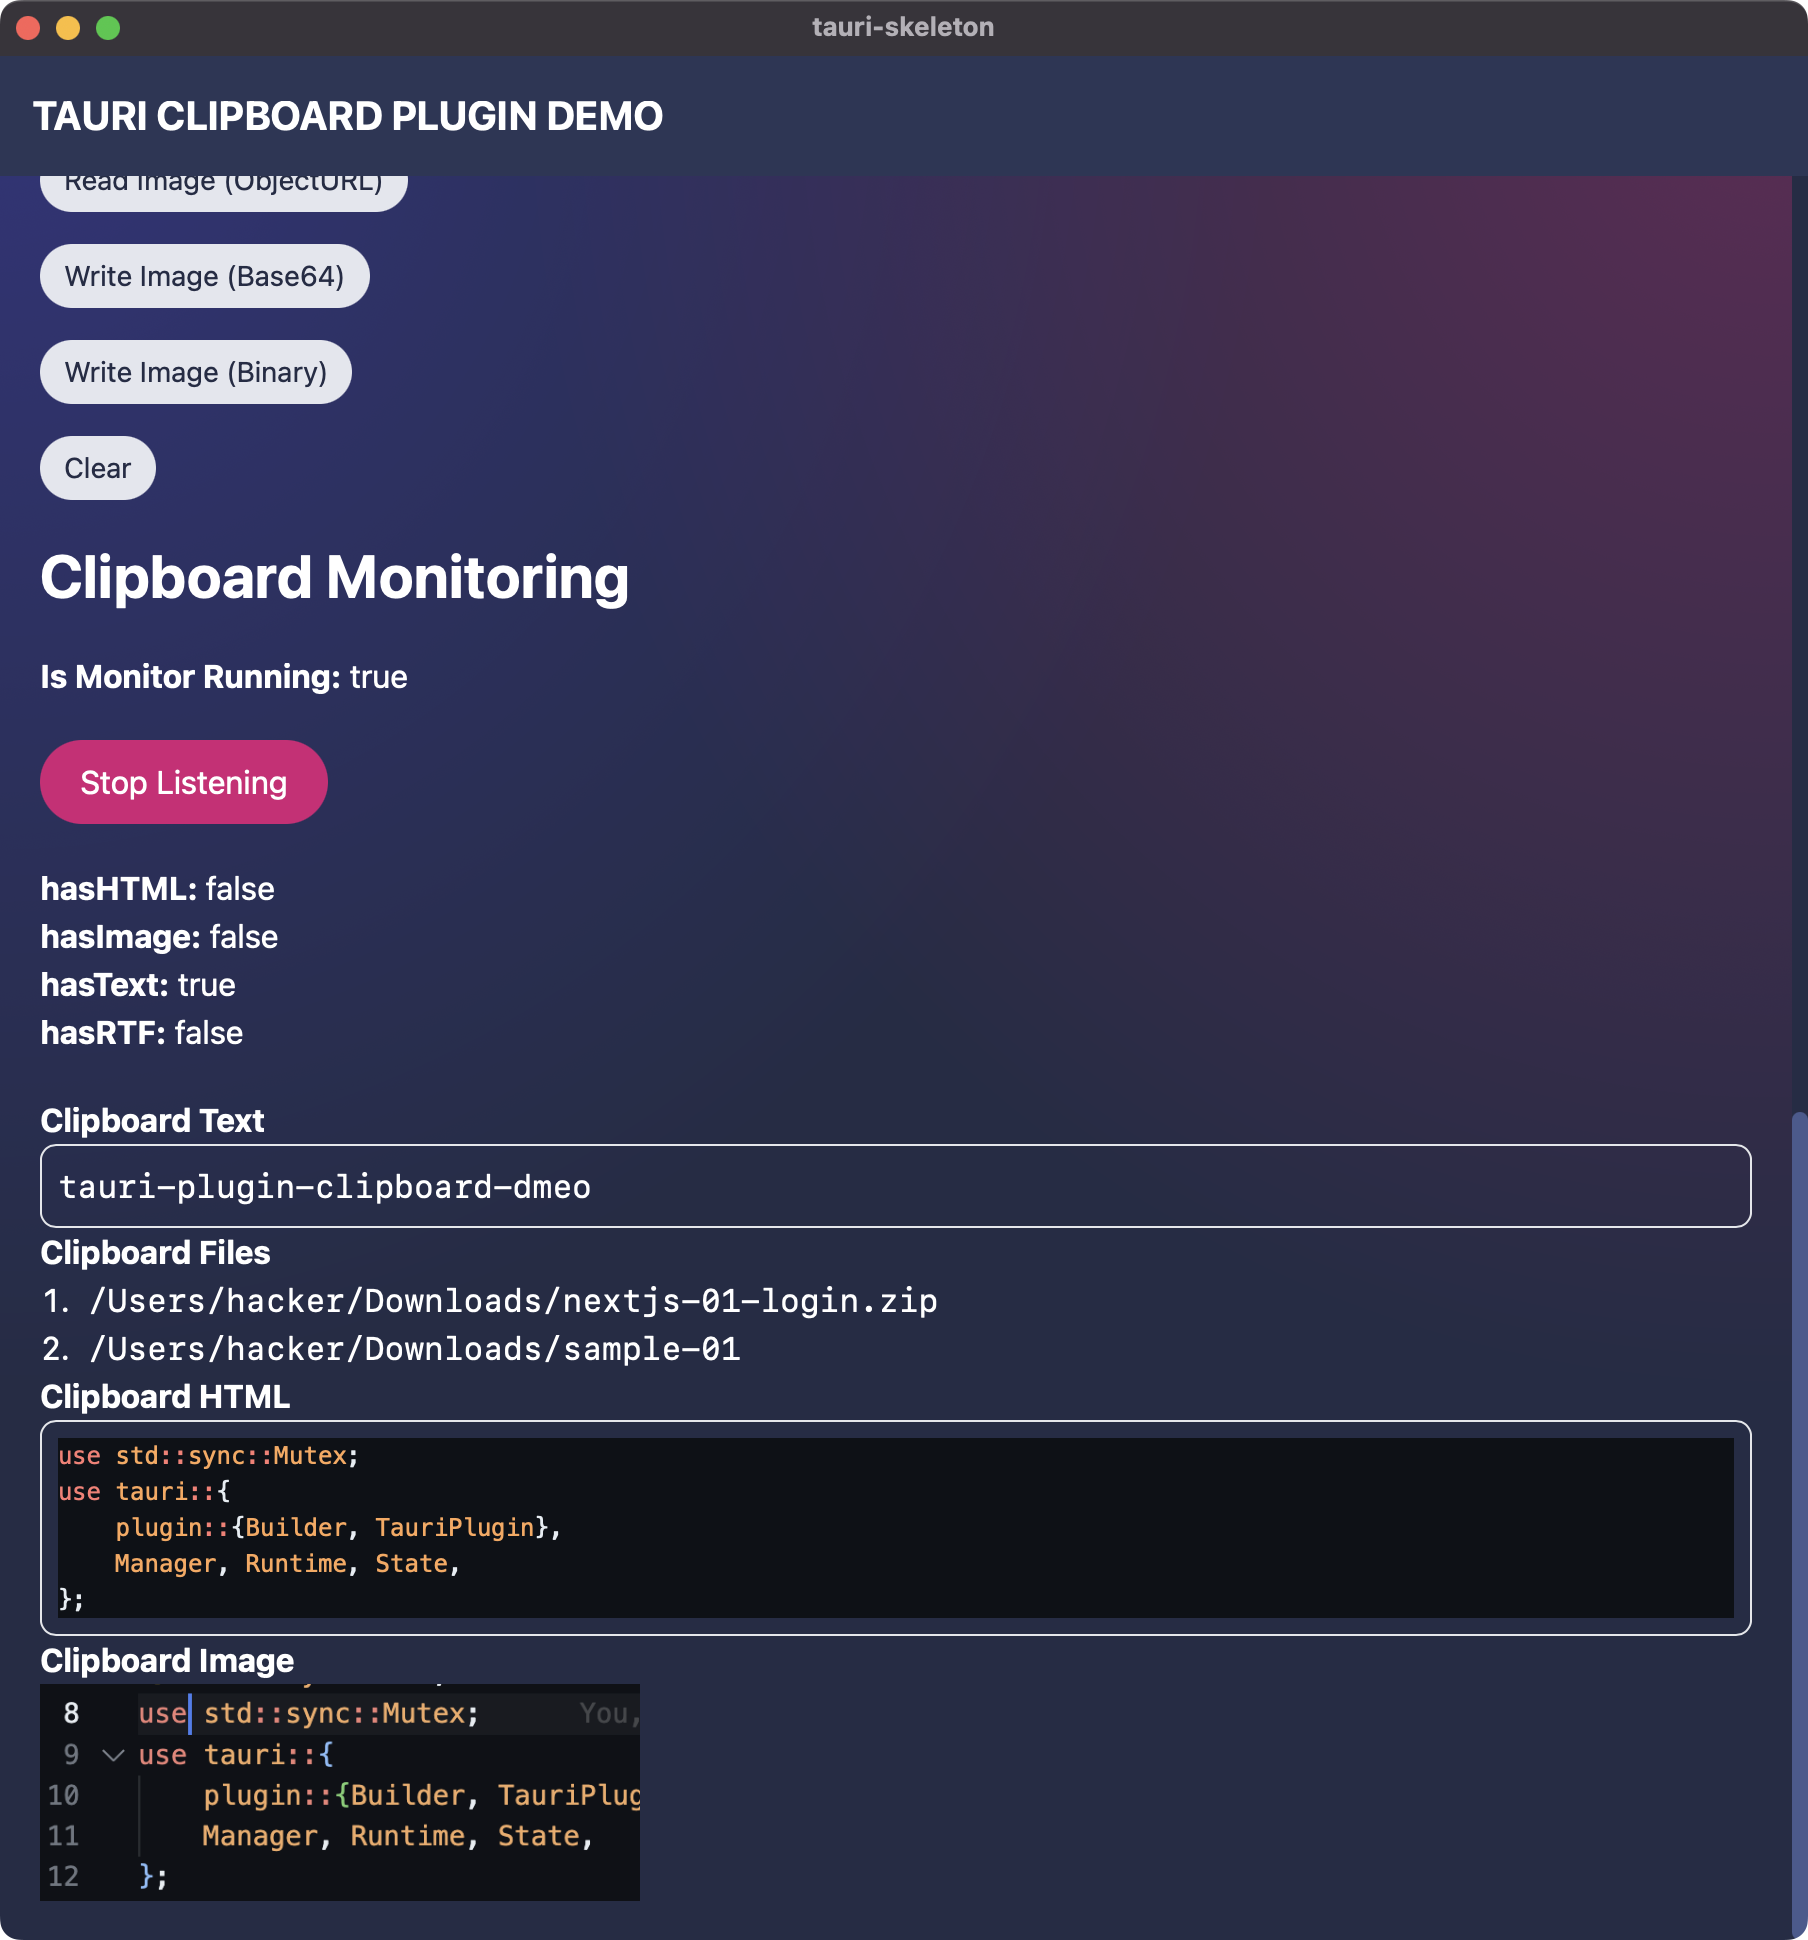 tauri-skeleton
TAURI CLIPBOARD PLUGIN DEMO
Read Image (ObjectURL)
Write Image (Base64)
Write Image (Binary)
Clear
Clipboard Monitoring
Is Monitor Running: true
Stop Listening
hasHTML: false
hasImage: false
hasText: true
hasRTF: false
Clipboard Text
tauri-plugin-clipboard-dmeo
Clipboard Files
1. /Users/hacker/Downloads/nextjs-01-login.zip
2. /Users/hacker/Downloads/sample-01
Clipboard HTML
use std::sync::Mutex;
use tauri::{
    plugin::{Builder, TauriPlugin},
    Manager, Runtime, State,
};
Clipboard Image
8 use std::sync::Mutex; You,
9 use tauri::{
10 plugin::{Builder, TauriPlug
11 Manager, Runtime, State,
12 };